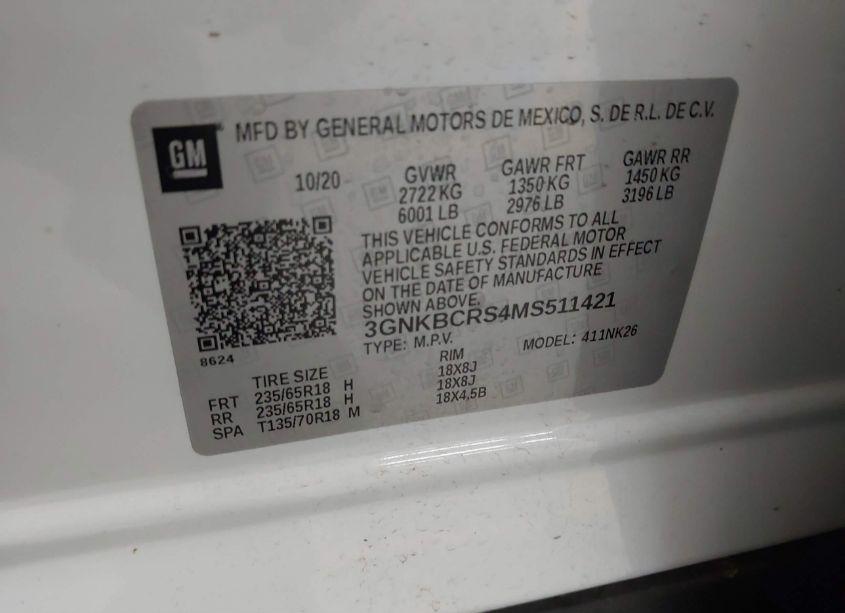 GM
MFD BY GENERAL MOTORS DE MEXICO, S. DE R.L. DE C.V.
10/20 GVWR GAWR FRT GAWR RR
2722 KG 1350 KG 1450 KG
6001 LB 2976 LB 3196 LB
THIS VEHICLE CONFORMS TO ALL
APPLICABLE U.S. FEDERAL MOTOR
VEHICLE SAFETY STANDARDS IN EFFECT
ON THE DATE OF MANUFACTURE
SHOWN ABOVE.
3GNKBCRS4MS511421
TYPE: M.P.V. MODEL: 411NK26
8624
TIRE SIZE RIM
FRT 235/65R18 H 18X8J
RR 235/65R18 H 18X8J
SPA T135/70R18 M 18X4,5B